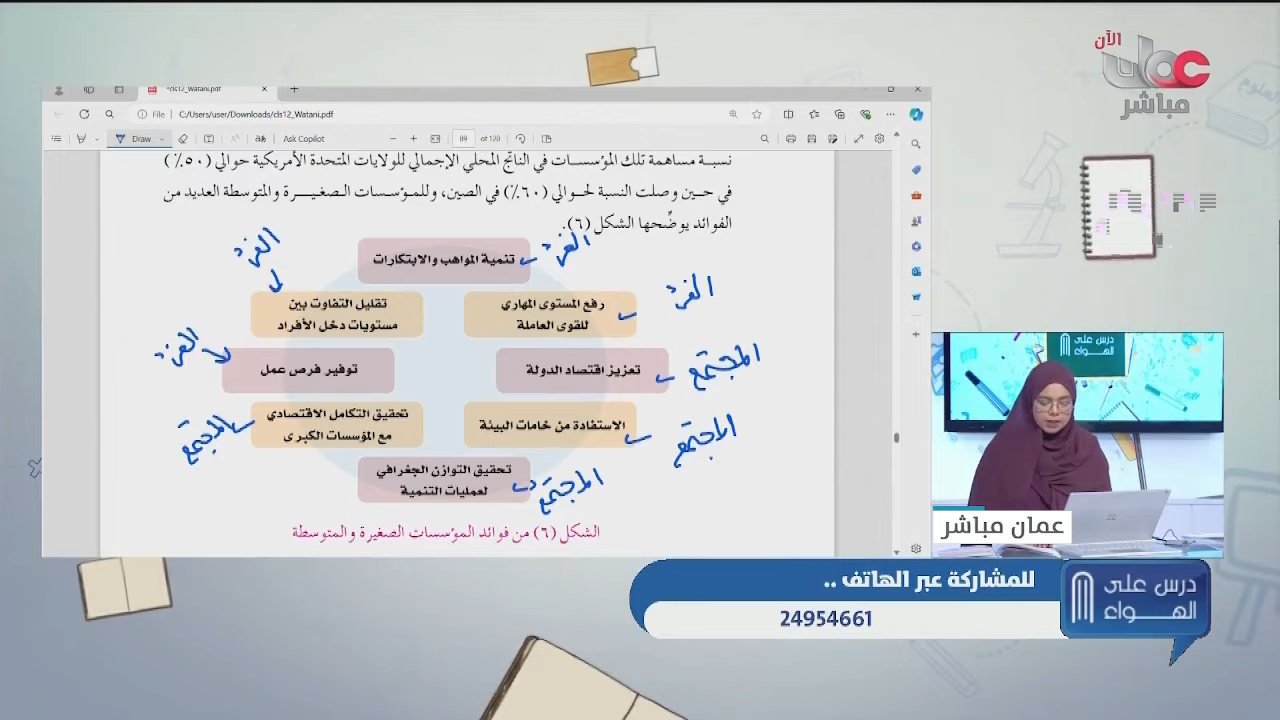 الآن
عمان
مباشر
cls12_Watani.pdf
File
C:/Users/user/Downloads/cls12_Watani.pdf
Draw
Ask Copilot
89 of 120
نسبة مساهمة تلك المؤسسات في الناتج المحلي الإجمالي للولايات المتحدة الأمريكية حوالي (٥٠٪)
في حين وصلت النسبة لحوالي (٦٠٪) في الصين، وللمؤسسات الصغيرة والمتوسطة العديد من
الفوائد يوضّحها الشكل (٦).
تنمية المواهب والابتكارات
الفرد
رفع المستوى المهاري
للقوى العاملة
الفرد
تقليل التفاوت بين
مستويات دخل الأفراد
الفرد
تعزيز اقتصاد الدولة
المجتمع
توفير فرص عمل
الفرد
الاستفادة من خامات البيئة
المجتمع
تحقيق التكامل الاقتصادي
مع المؤسسات الكبرى
المجتمع
تحقيق التوازن الجغرافي
لعمليات التنمية
المجتمع
الشكل (٦) من فوائد المؤسسات الصغيرة والمتوسطة
درس على
الهـــواء
عمان مباشر
للمشاركة عبر الهاتف ..
24954661
درس على
الهـــواء